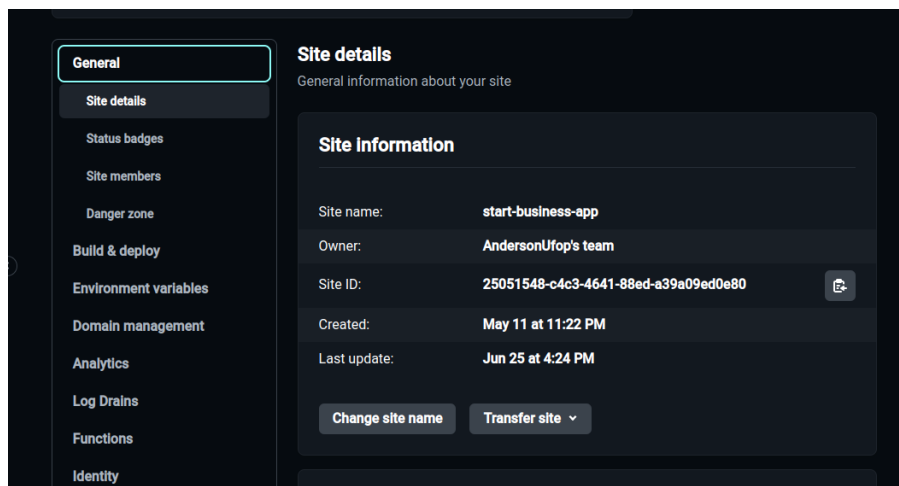 General
Site details
Status badges
Site members
Danger zone
Build & deploy
Environment variables
Domain management
Analytics
Log Drains
Functions
Identity
Site details
General information about your site
Site information
Site name: start-business-app
Owner: AndersonUfop's team
Site ID: 25051548-c4c3-4641-88ed-a39a09ed0e80
Created: May 11 at 11:22 PM
Last update: Jun 25 at 4:24 PM
Change site name Transfer site